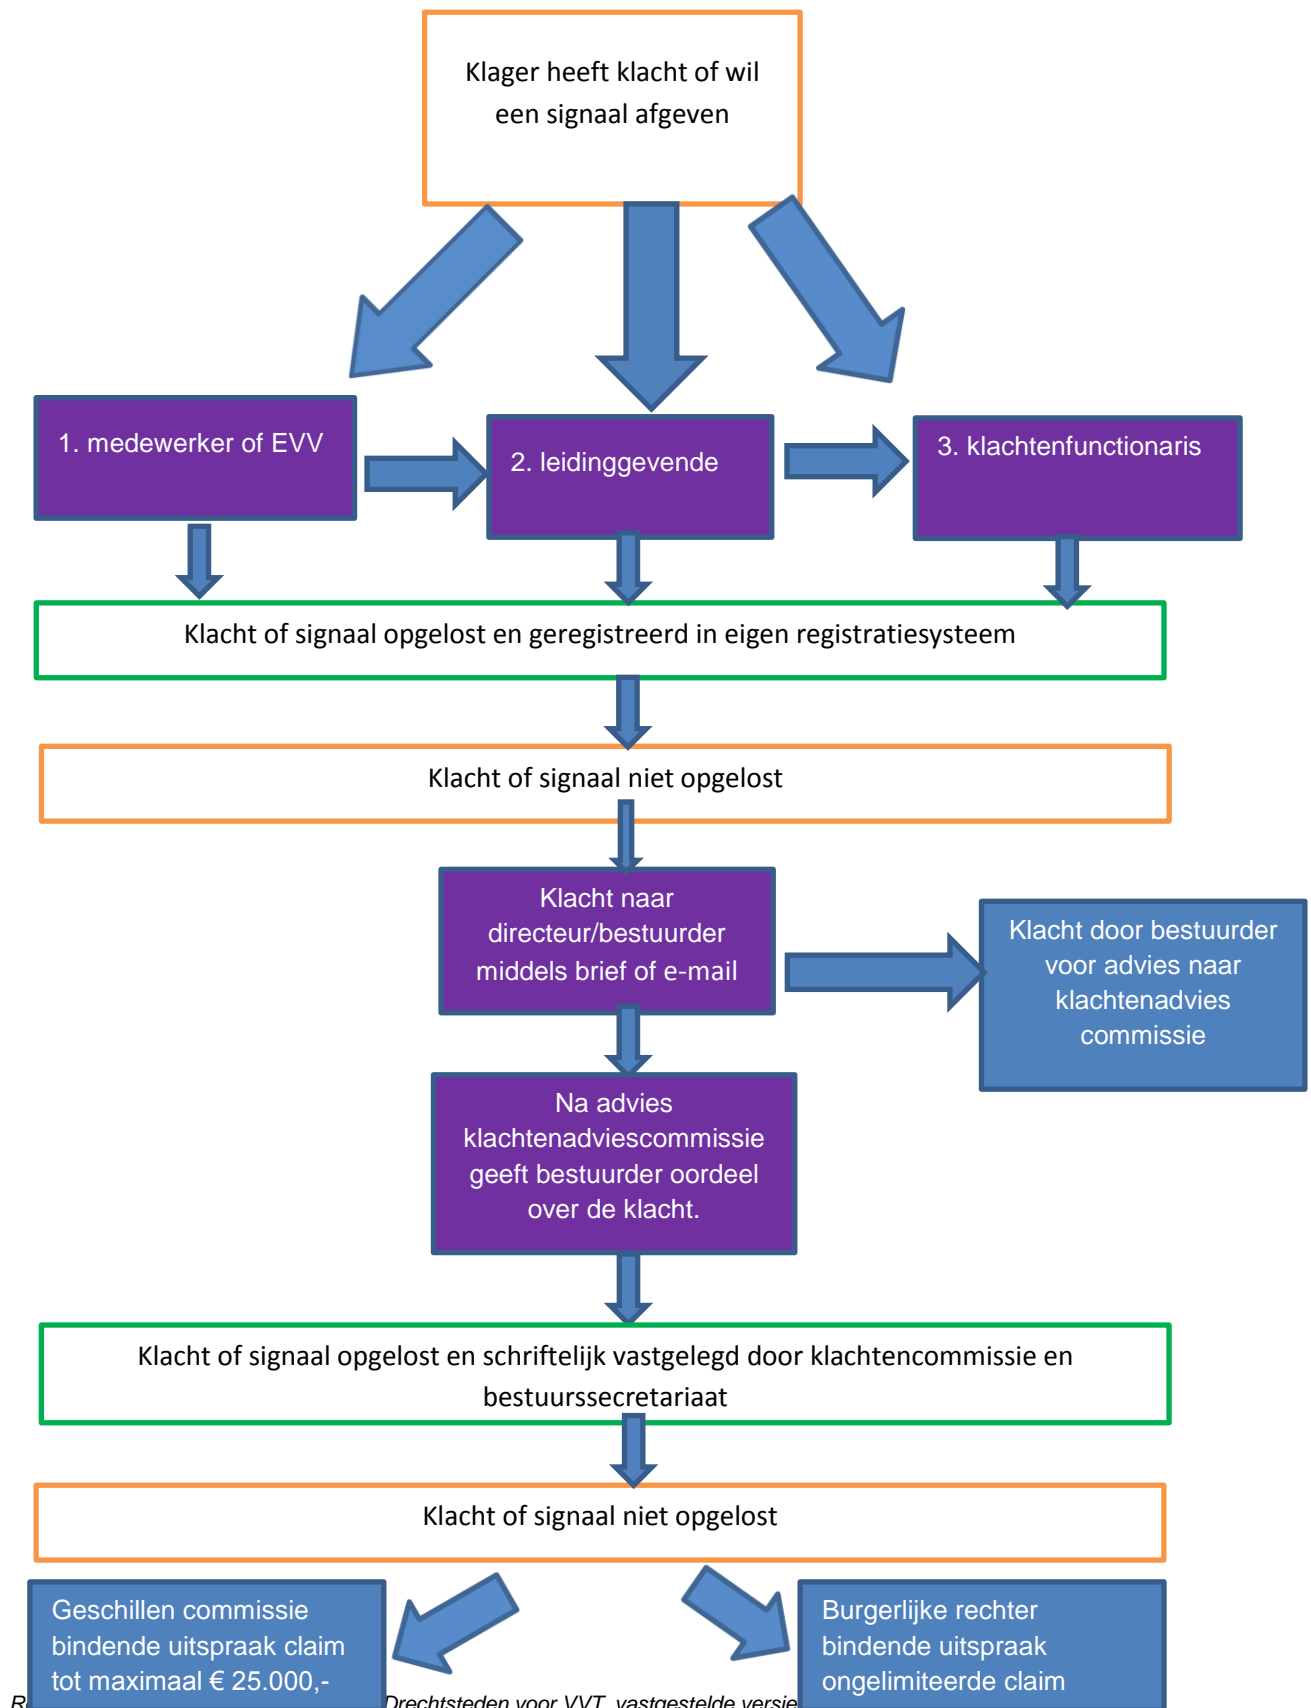 Klager heeft klacht of wil
een signaal afgeven
1. medewerker of EVV
2. leidinggevende
3. klachtenfunctionaris
Klacht of signaal opgelost en geregistreerd in eigen registratiesysteem
Klacht of signaal niet opgelost
Klacht naar
directeur/bestuurder
middels brief of e-mail
Klacht door bestuurder
voor advies naar
klachtenadvies
commissie
Na advies
klachtenadviescommissie
geeft bestuurder oordeel
over de klacht.
Klacht of signaal opgelost en schriftelijk vastgelegd door klachtencommissie en
bestuurssecretariaat
Klacht of signaal niet opgelost
Geschillen commissie
bindende uitspraak claim
tot maximaal € 25.000,-
Burgerlijke rechter
bindende uitspraak
ongelimiteerde claim
Drechtsteden voor VVT, vastgestelde versie